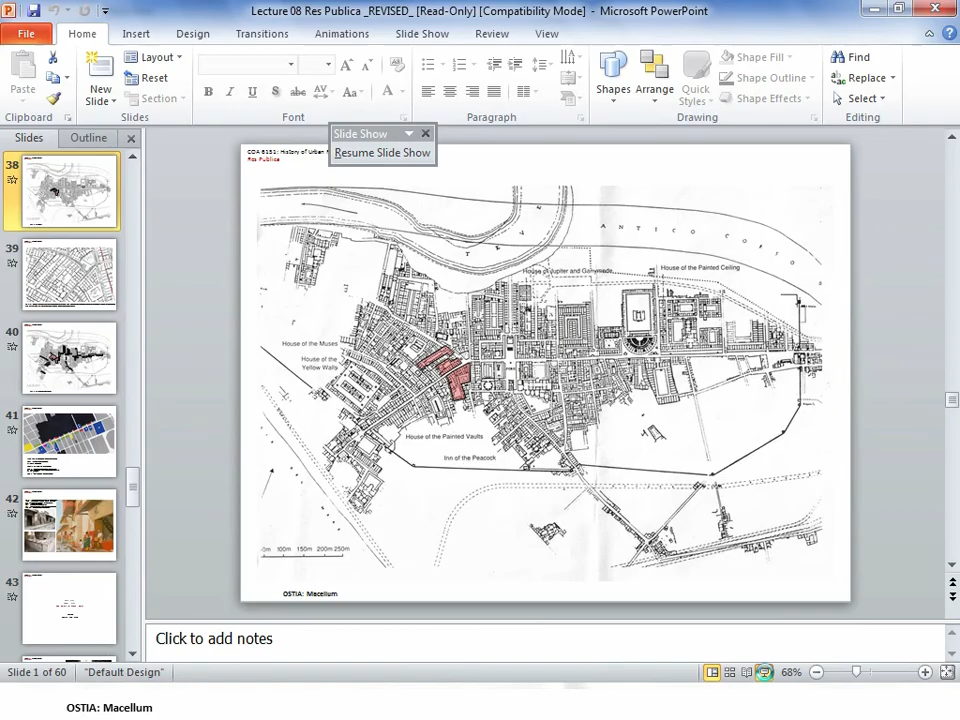 Lecture 08 Res Publica _REVISED_ [Read-Only] [Compatibility Mode] - Microsoft PowerPoint
File Home Insert Design Transitions Animations Slide Show Review View
Paste
Clipboard
New Slide
Layout
Reset
Section
Slides
Font
Paragraph
Shapes
Arrange
Quick Styles
Shape Fill
Shape Outline
Shape Effects
Drawing
Find
Replace
Select
Editing
Slides Outline
Slide Show
Resume Slide Show
38
39
40
41
42
43
Res Publica
ANTICO CORSO
House of Jupiter and Ganymede
House of the Painted Ceiling
House of the Muses
House of the Yellow Walls
House of the Painted Vaults
Inn of the Peacock
100m 150m 200m 250m
OSTIA: Macellum
Click to add notes
Slide 1 of 60 "Default Design" 68%
OSTIA: Macellum